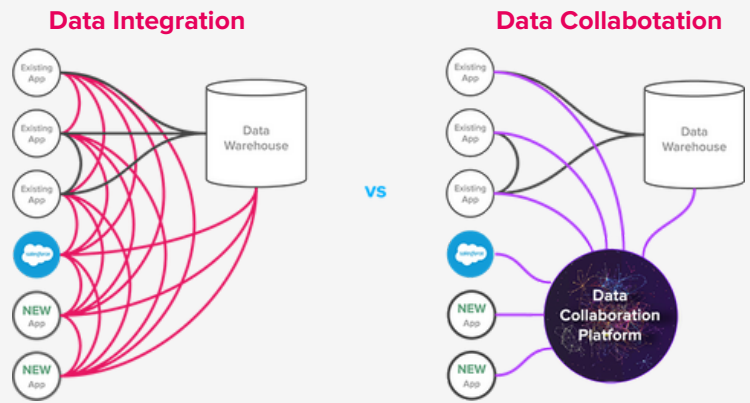 Data Integration
Existing
App
Existing
App
Existing
App
salesforce
NEW
App
NEW
App
Data
Warehouse
vs
Data Collabotation
Existing
App
Existing
App
Existing
App
salesforce
NEW
App
NEW
App
Data
Warehouse
Data
Collaboration
Platform